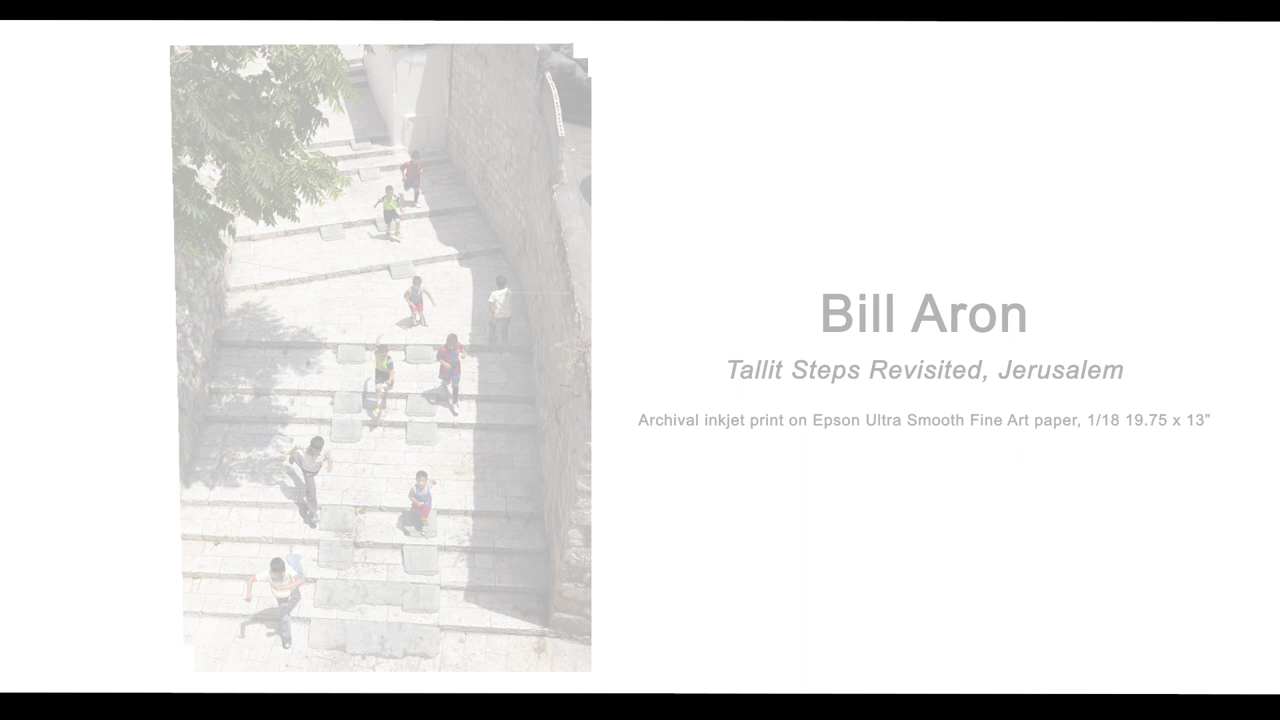 Bill Aron
Tallit Steps Revisited, Jerusalem
Archival inkjet print on Epson Ultra Smooth Fine Art paper, 1/18 19.75 x 13”